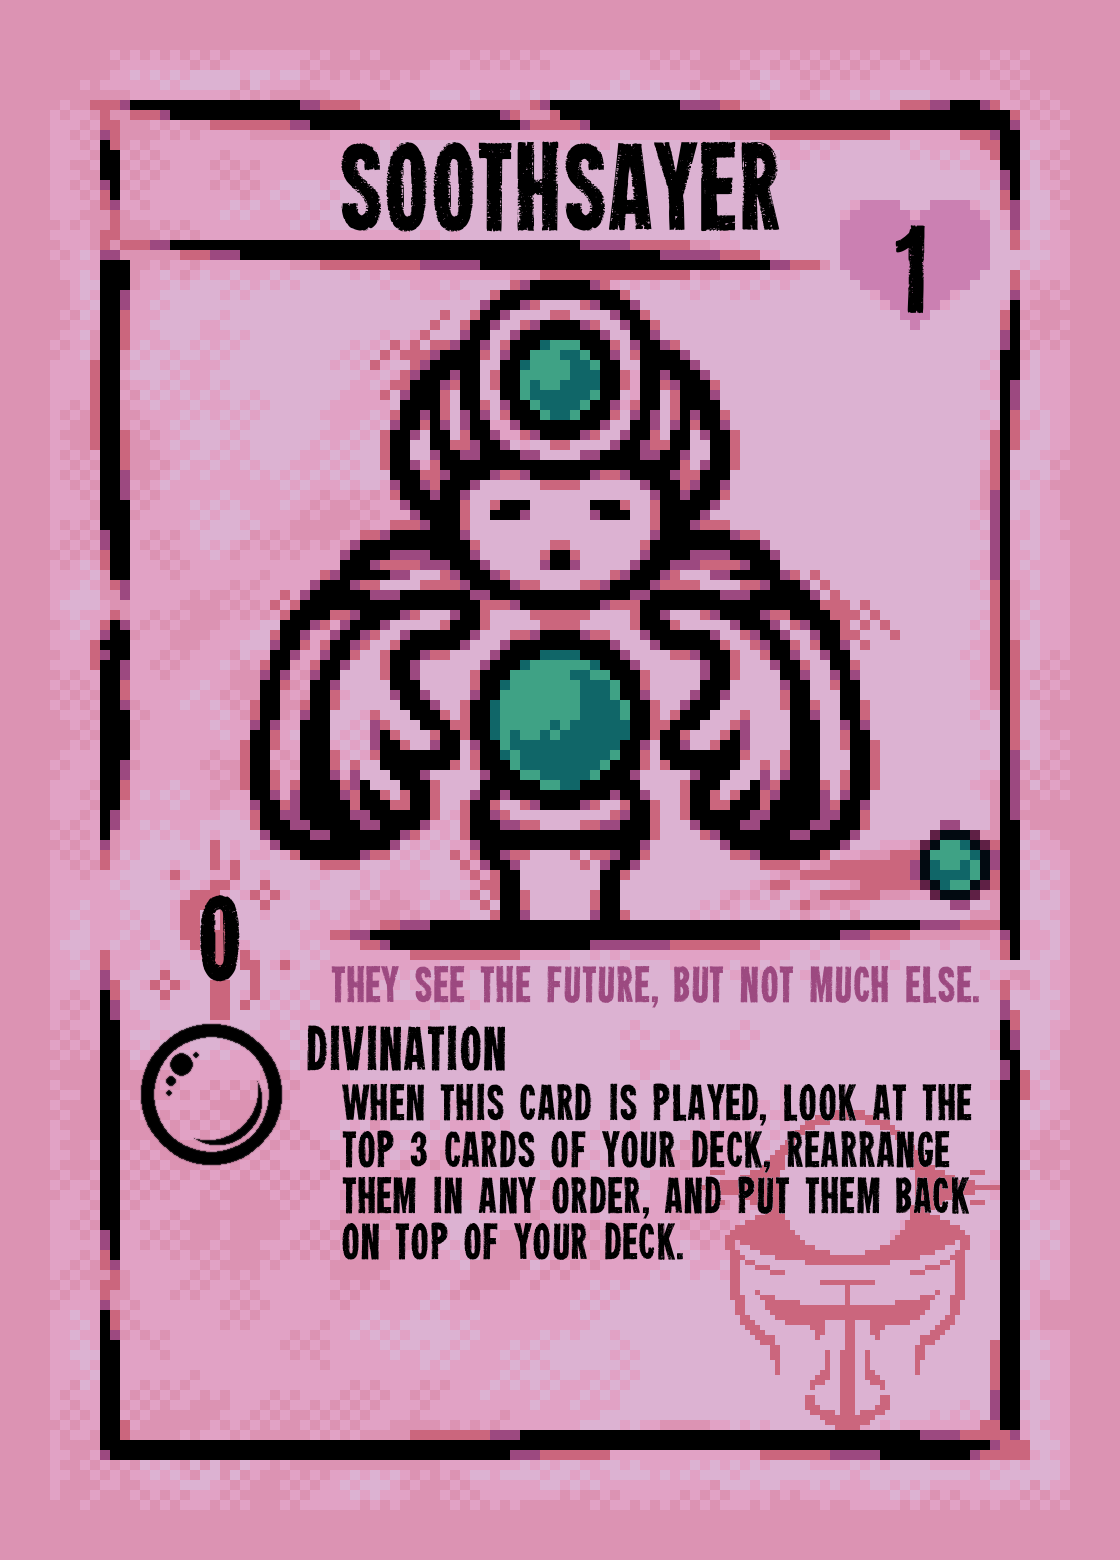 SOOTHSAYER
1
0
THEY SEE THE FUTURE, BUT NOT MUCH ELSE.
DIVINATION
WHEN THIS CARD IS PLAYED, LOOK AT THE
TOP 3 CARDS OF YOUR DECK, REARRANGE
THEM IN ANY ORDER, AND PUT THEM BACK
ON TOP OF YOUR DECK.